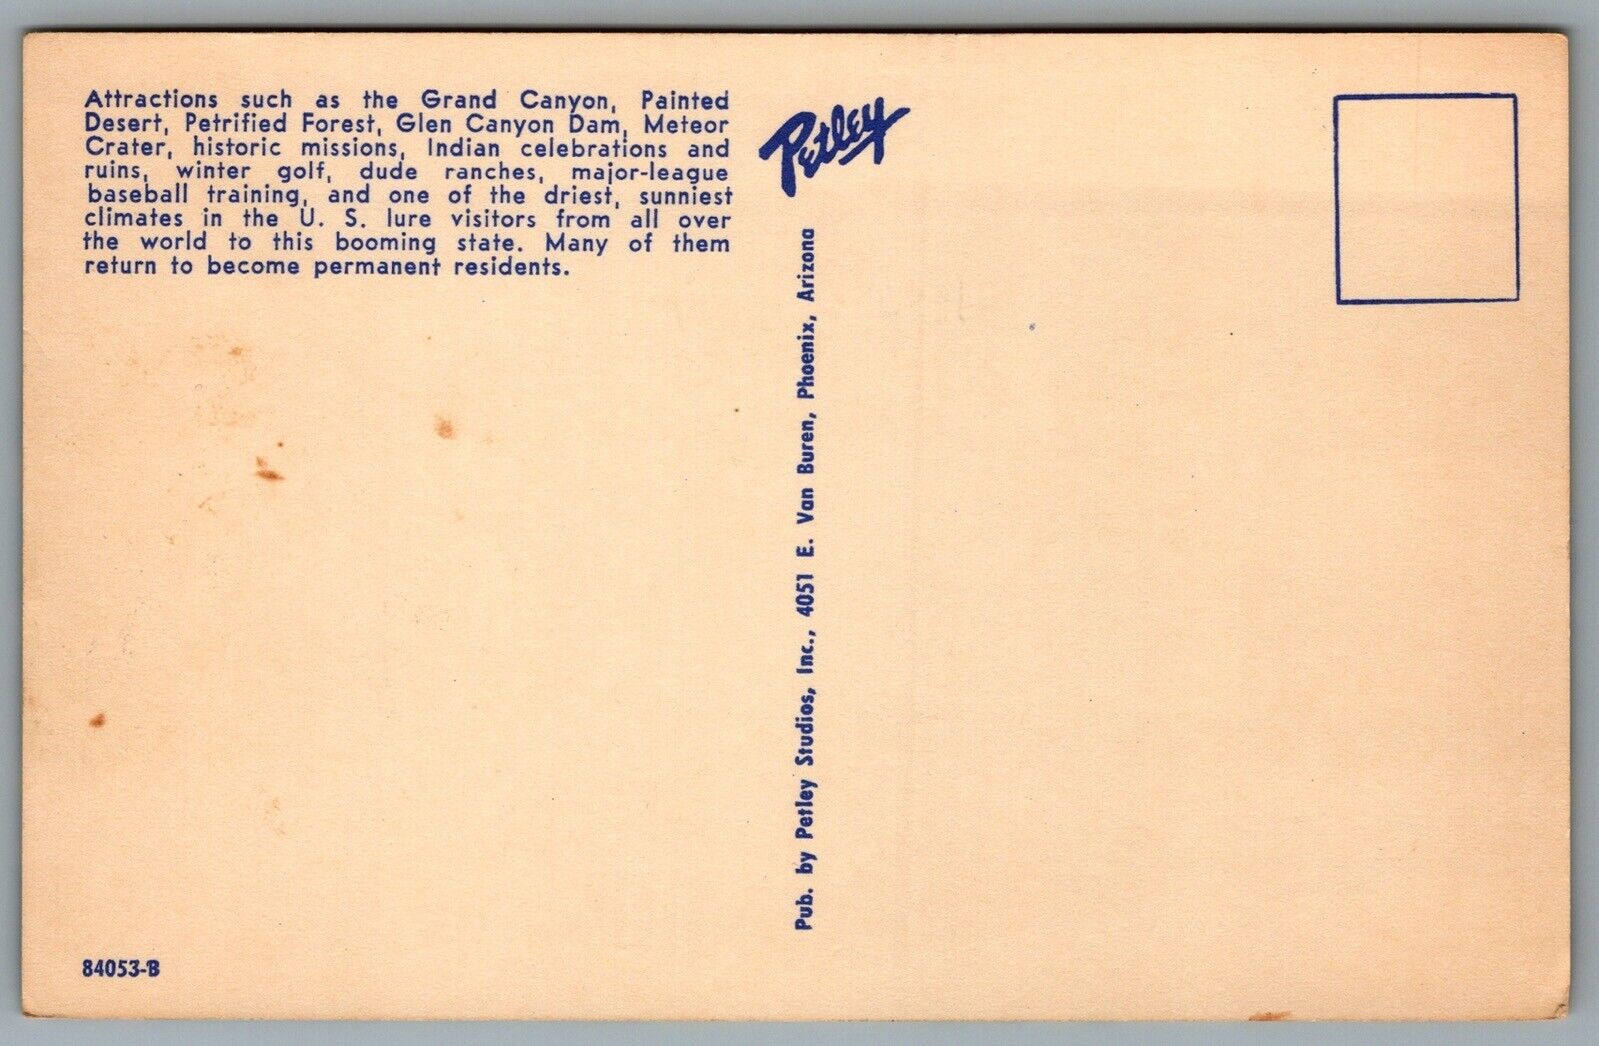 Attractions such as the Grand Canyon, Painted
Desert, Petrified Forest, Glen Canyon Dam, Meteor
Crater, historic missions, Indian celebrations and
ruins, winter golf, dude ranches, major-league
baseball training, and one of the driest, sunniest
climates in the U. S. lure visitors from all over
the world to this booming state. Many of them
return to become permanent residents.
Petley
Pub. by Petley Studios, Inc., 4051 E. Van Buren, Phoenix, Arizona
84053-B